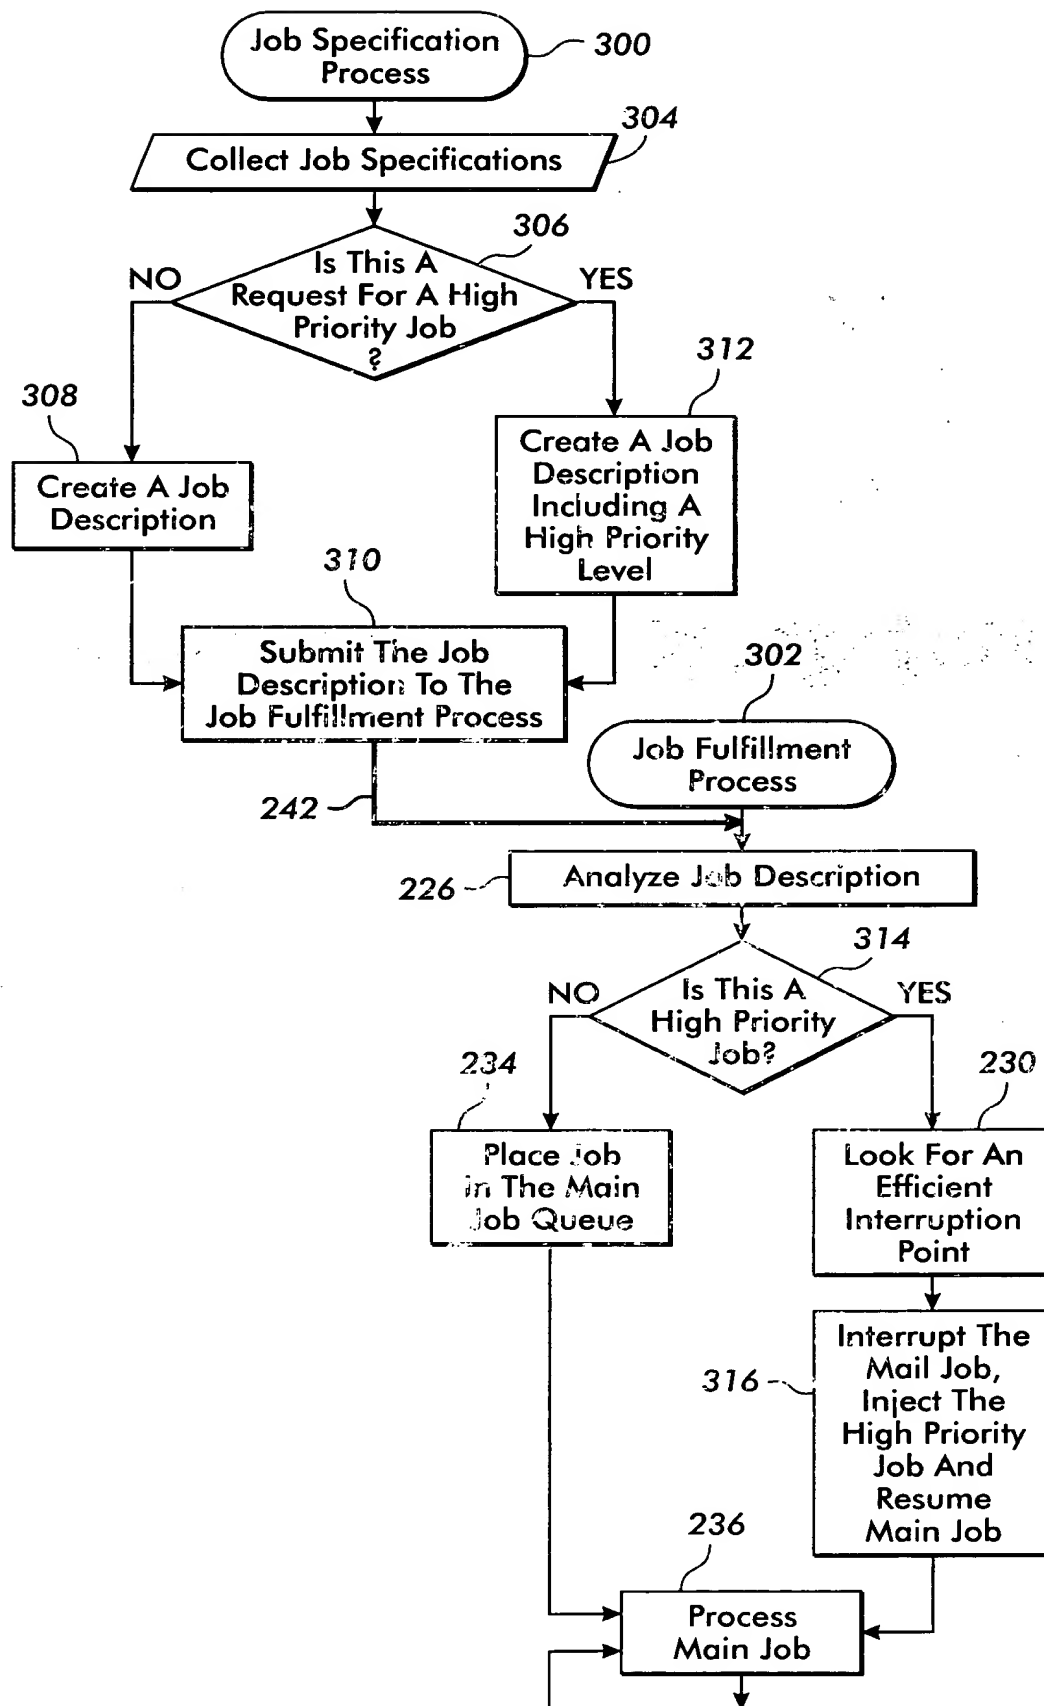 Job Specification
Process
300
304
Collect Job Specifications
306
Is This A
Request For A High
Priority Job
?
NO
YES
312
308
Create A Job
Description
Including A
High Priority
Level
Create A Job
Description
310
Submit The Job
Description To The
Job Fulfillment Process
302
Job Fulfillment
Process
242
Analyze Job Description
226
314
Is This A
High Priority
Job?
NO
YES
234
230
Place Job
In The Main
Job Queue
Look For An
Efficient
Interruption
Point
Interrupt The
Mail Job,
Inject The
High Priority
Job And
Resume
Main Job
316
236
Process
Main Job